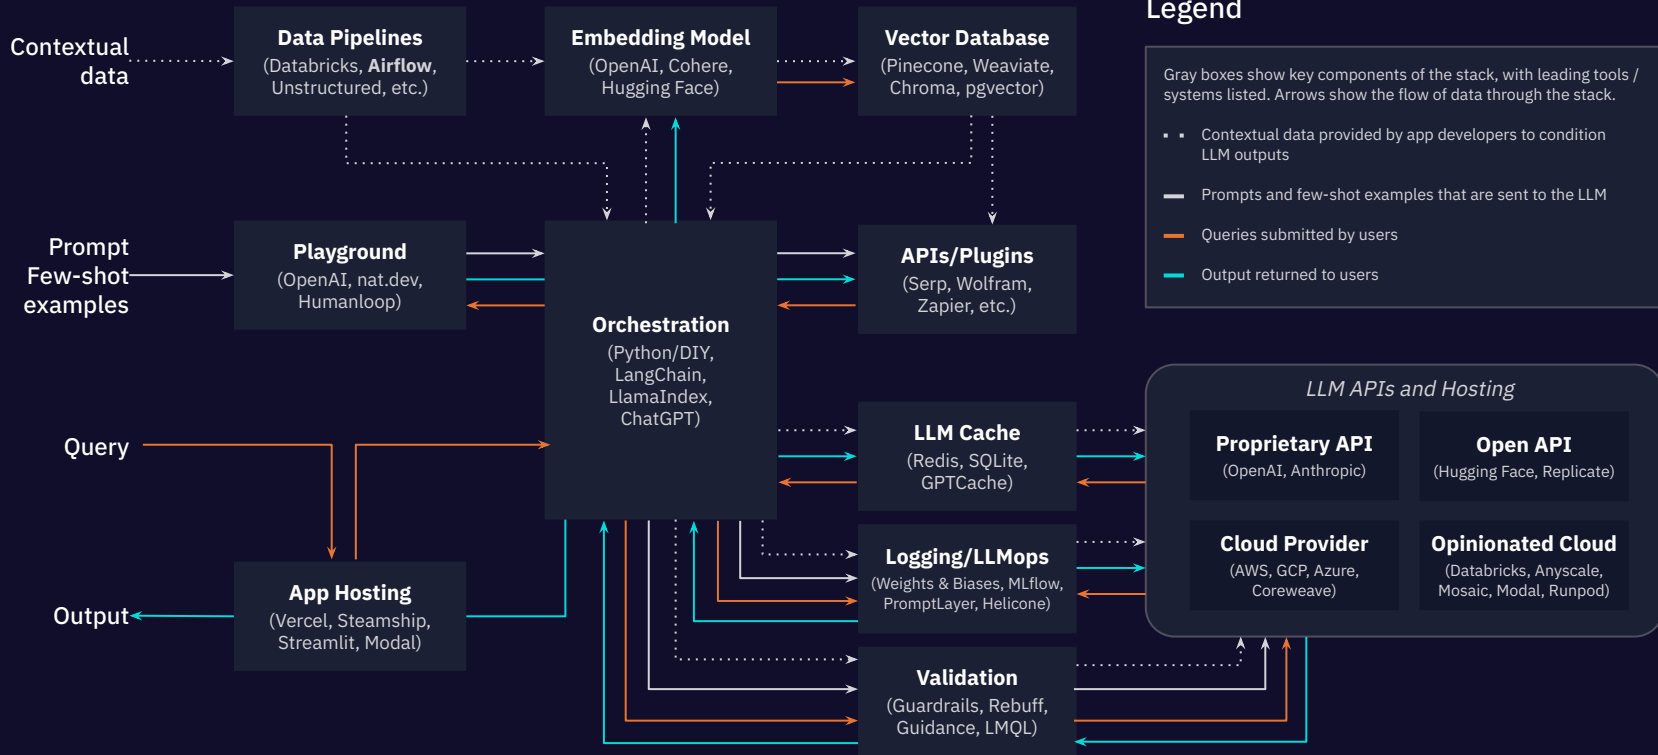 Legend
Contextual
data
Data Pipelines
(Databricks, Airflow,
Unstructured, etc.)
Embedding Model
(OpenAI, Cohere,
Hugging Face)
Vector Database
(Pinecone, Weaviate,
Chroma, pgvector)
Gray boxes show key components of the stack, with leading tools /
systems listed. Arrows show the flow of data through the stack.
Contextual data provided by app developers to condition
LLM outputs
Prompts and few-shot examples that are sent to the LLM
Queries submitted by users
Output returned to users
Prompt
Few-shot
examples
Playground
(OpenAI, nat.dev,
Humanloop)
Orchestration
(Python/DIY,
LangChain,
LlamaIndex,
ChatGPT)
APIs/Plugins
(Serp, Wolfram,
Zapier, etc.)
Query
LLM Cache
(Redis, SQLite,
GPTCache)
LLM APIs and Hosting
Proprietary API
(OpenAI, Anthropic)
Open API
(Hugging Face, Replicate)
Cloud Provider
(AWS, GCP, Azure,
Coreweave)
Opinionated Cloud
(Databricks, Anyscale,
Mosaic, Modal, Runpod)
Logging/LLMops
(Weights & Biases, MLflow,
PromptLayer, Helicone)
Output
App Hosting
(Vercel, Steamship,
Streamlit, Modal)
Validation
(Guardrails, Rebuff,
Guidance, LMQL)